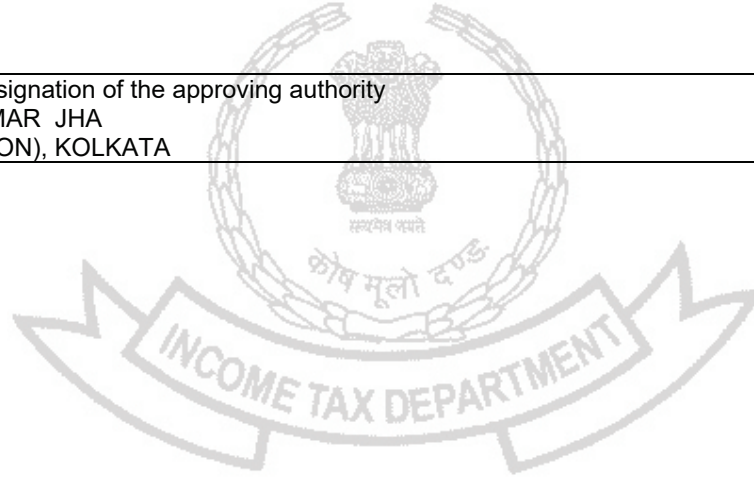 signation of the approving authority
MAR JHA
ON), KOLKATA
सत्यमेव जयते
कोष मूलो दण्डः
INCOME TAX DEPARTMENT